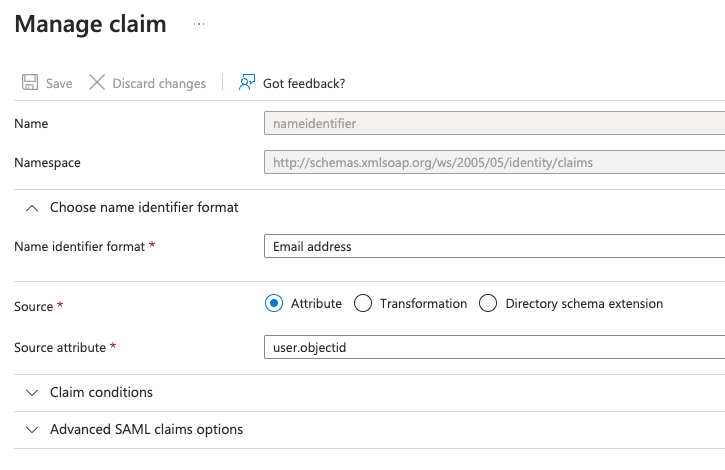 Manage claim ...
Save Discard changes Got feedback?
Name nameidentifier
Namespace http://schemas.xmlsoap.org/ws/2005/05/identity/claims
Choose name identifier format
Name identifier format * Email address
Source * Attribute Transformation Directory schema extension
Source attribute * user.objectid
Claim conditions
Advanced SAML claims options